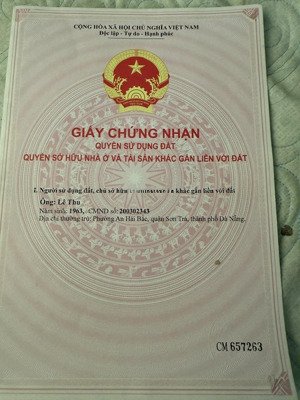 CỘNG HÒA XÃ HỘI CHỦ NGHĨA VIỆT NAM
Độc lập - Tự do - Hạnh phúc
GIẤY CHỨNG NHẬN
QUYỀN SỬ DỤNG ĐẤT
QUYỀN SỞ HỮU NHÀ Ở VÀ TÀI SẢN KHÁC GẮN LIỀN VỚI ĐẤT
I. Người sử dụng đất, chủ sở hữu khác gắn liền với đất
Ông: Lê Thu
Năm sinh: 1963, CMND số: 200302343
Địa chỉ thường trú: Phường An Hải Bắc, quận Sơn Trà, thành phố Đà Nẵng.
CM 657263